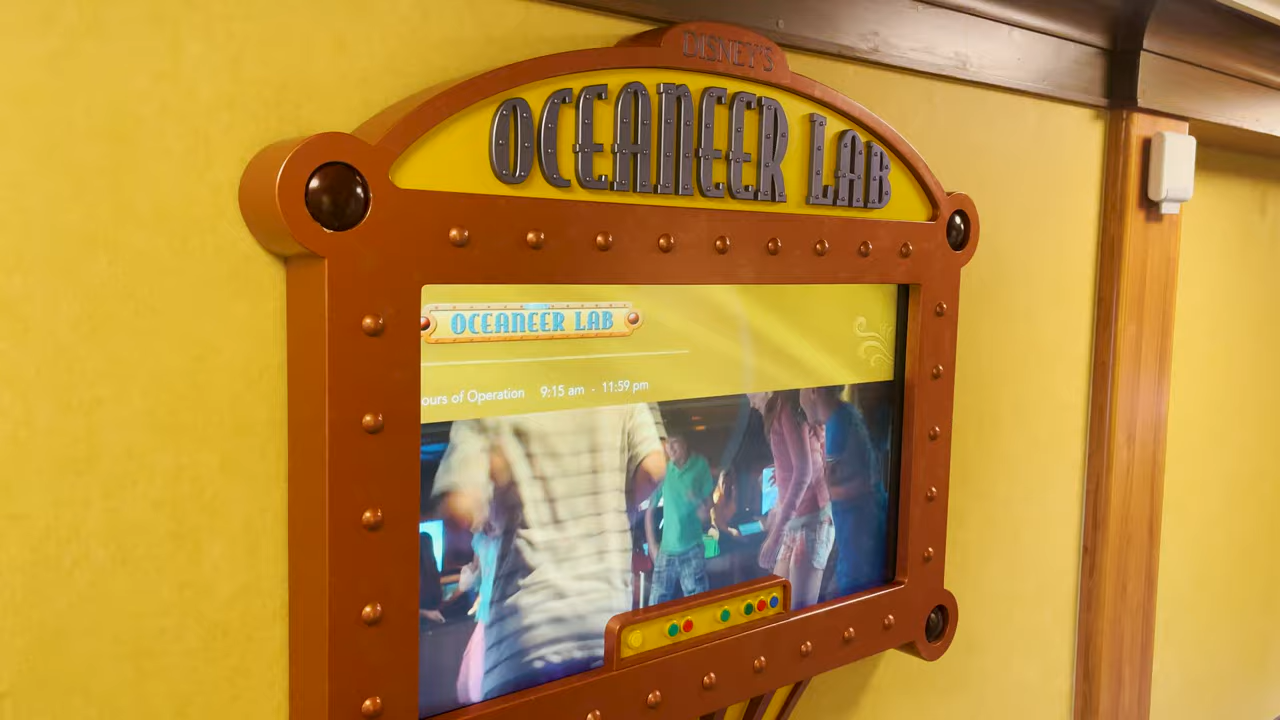 DISNEY'S
OCEANEER LAB
OCEANEER LAB
ours of Operation 9:15 am - 11:59 pm